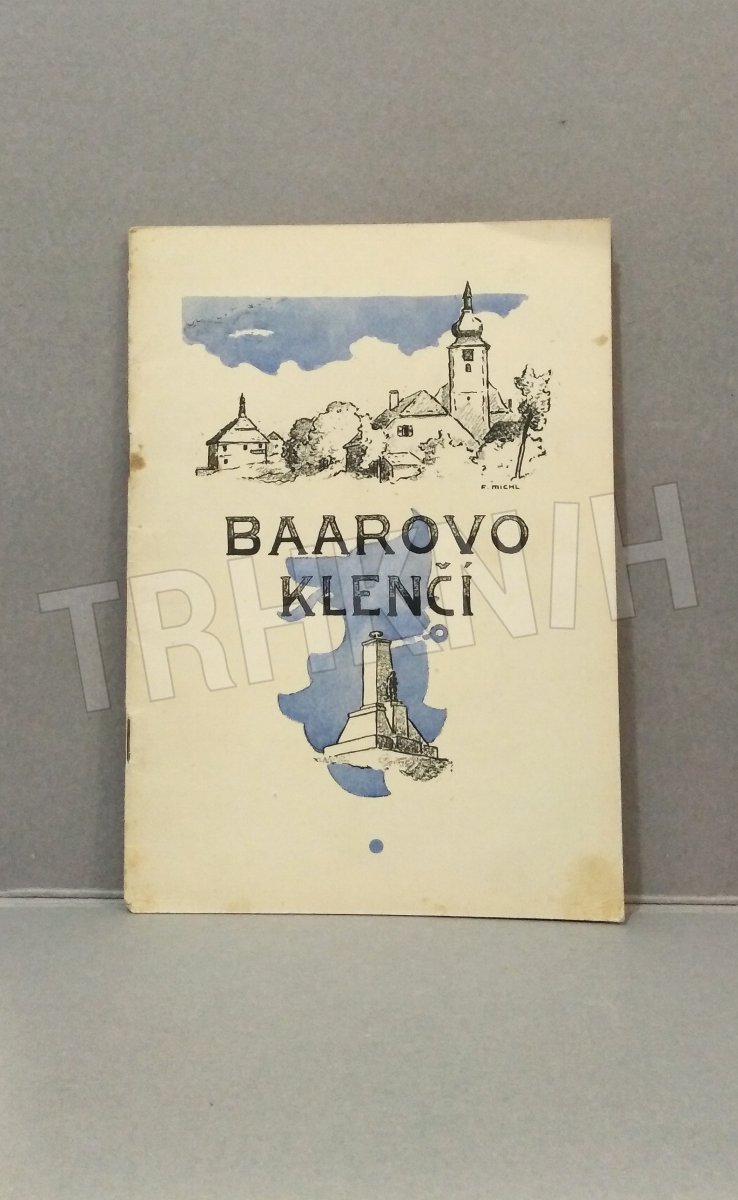 F. MICHL
BAAROVO
KLENČÍ
TRHKNIH